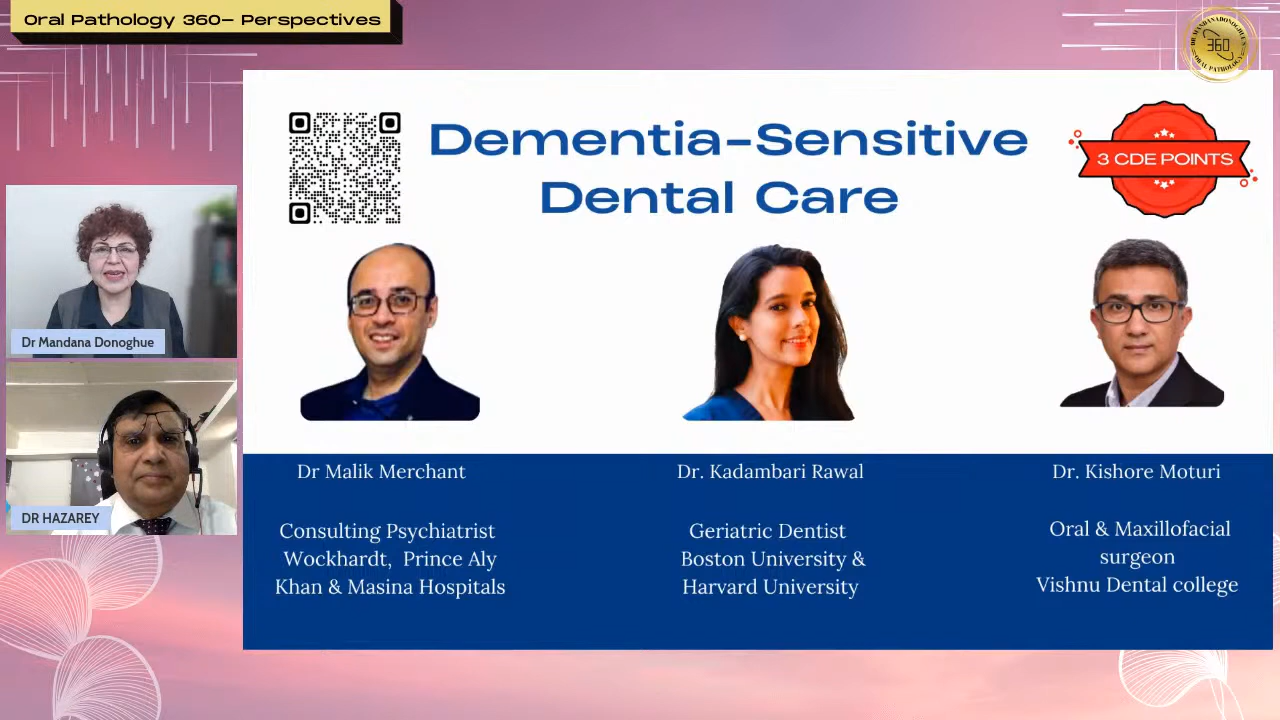 Oral Pathology 360- Perspectives
360
Dementia-Sensitive
Dental Care
3 CDE POINTS
Dr Mandana Donoghue
DR HAZAREY
Dr Malik Merchant
Consulting Psychiatrist
Wockhardt, Prince Aly
Khan & Masina Hospitals
Dr. Kadambari Rawal
Geriatric Dentist
Boston University &
Harvard University
Dr. Kishore Moturi
Oral & Maxillofacial
surgeon
Vishnu Dental college